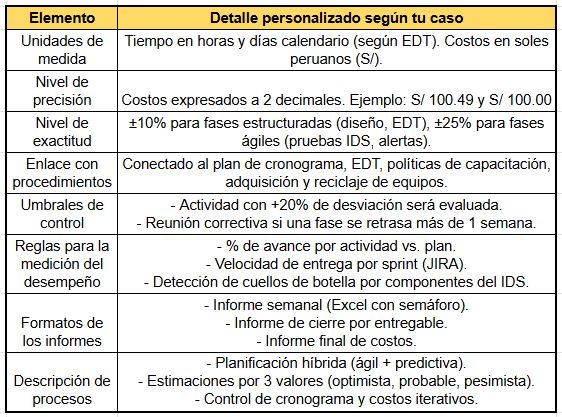 Elemento Detalle personalizado según tu caso
Unidades de medida Tiempo en horas y días calendario (según EDT). Costos en soles peruanos (S/).
Nivel de precisión Costos expresados a 2 decimales. Ejemplo: S/ 100.49 y S/ 100.00
Nivel de exactitud ±10% para fases estructuradas (diseño, EDT), ±25% para fases ágiles (pruebas IDS, alertas).
Enlace con procedimientos Conectado al plan de cronograma, EDT, políticas de capacitación, adquisición y reciclaje de equipos.
Umbrales de control
- Actividad con +20% de desviación será evaluada.
- Reunión correctiva si una fase se retrasa más de 1 semana.
Reglas para la medición del desempeño
- % de avance por actividad vs. plan.
- Velocidad de entrega por sprint (JIRA).
- Detección de cuellos de botella por componentes del IDS.
Formatos de los informes
- Informe semanal (Excel con semáforo).
- Informe de cierre por entregable.
- Informe final de costos.
Descripción de procesos
- Planificación híbrida (ágil + predictiva).
- Estimaciones por 3 valores (optimista, probable, pesimista).
- Control de cronograma y costos iterativos.